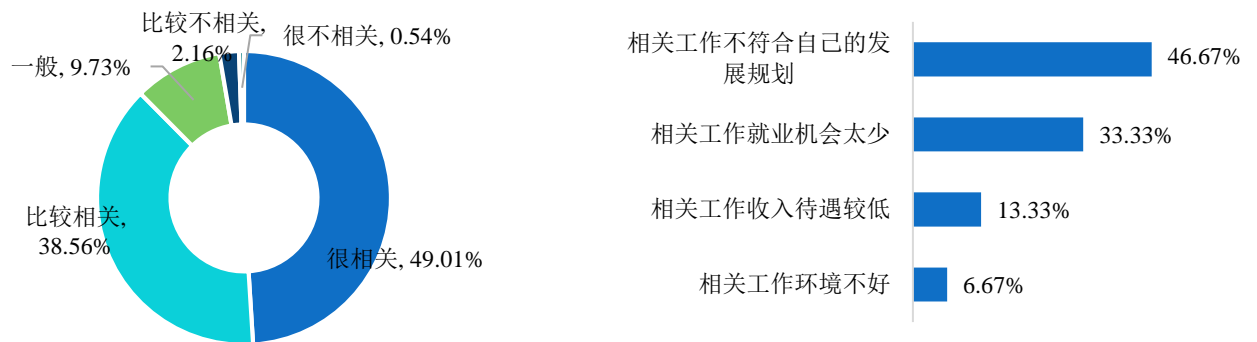 比较不相关,
2.16%
很不相关, 0.54%
一般, 9.73%
比较相关,
38.56%
很相关, 49.01%
相关工作不符合自己的发
展规划
46.67%
相关工作就业机会太少
33.33%
相关工作收入待遇较低
13.33%
相关工作环境不好
6.67%